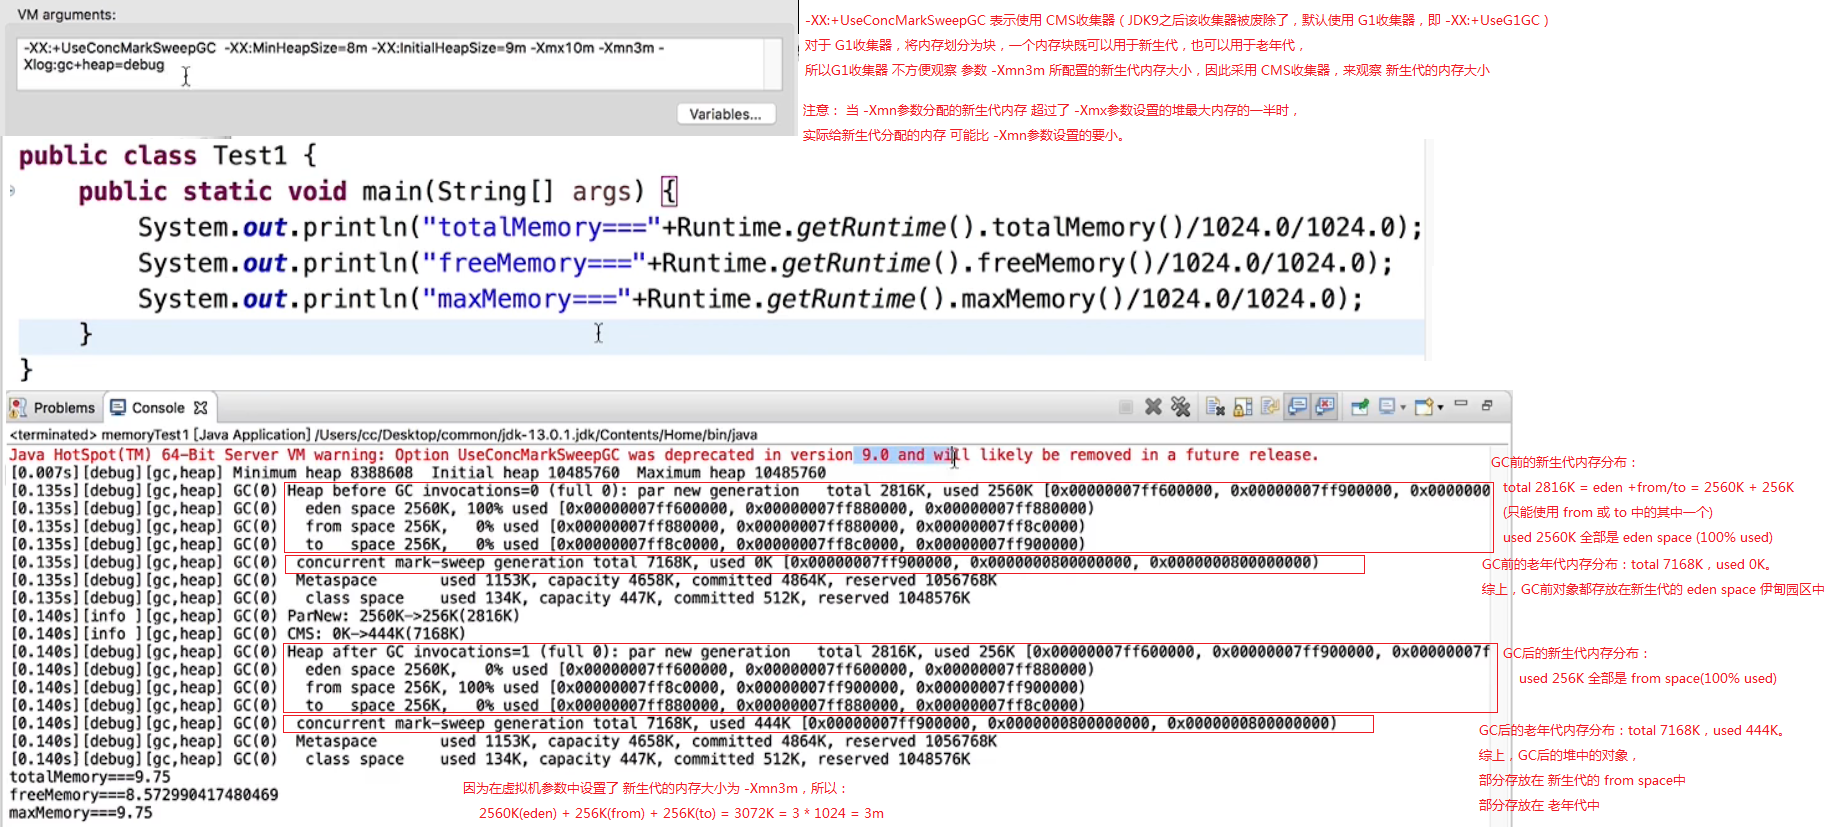 VM arguments:
-XX:+UseConcMarkSweepGC  -XX:MinHeapSize=8m -XX:InitialHeapSize=9m -Xmx10m -Xmn3m -
Xlog:gc+heap=debug
Variables...
-XX:+UseConcMarkSweepGC 表示使用 CMS收集器（JDK9之后该收集器被废除了，默认使用 G1收集器，即 -XX:+UseG1GC）
对于 G1收集器，将内存划分为块，一个内存块既可以用于新生代，也可以用于老年代，
所以G1收集器 不方便观察 参数 -Xmn3m 所配置的新生代内存大小，因此采用 CMS收集器，来观察 新生代的内存大小
注意： 当 -Xmn参数分配的新生代内存 超过了 -Xmx参数设置的堆最大内存的一半时，
实际给新生代分配的内存 可能比 -Xmn参数设置的要小。
public class Test1 {
    public static void main(String[] args) {
        System.out.println("totalMemory==="+Runtime.getRuntime().totalMemory()/1024.0/1024.0);
        System.out.println("freeMemory==="+Runtime.getRuntime().freeMemory()/1024.0/1024.0);
        System.out.println("maxMemory==="+Runtime.getRuntime().maxMemory()/1024.0/1024.0);
    }
}
Problems  Console
<terminated> memoryTest1 [Java Application] /Users/cc/Desktop/common/jdk-13.0.1.jdk/Contents/Home/bin/java
Java HotSpot(TM) 64-Bit Server VM warning: Option UseConcMarkSweepGC was deprecated in version 9.0 and will likely be removed in a future release.
[0.007s][debug][gc,heap] Minimum heap 8388608  Initial heap 10485760  Maximum heap 10485760
[0.135s][debug][gc,heap] GC(0) Heap before GC invocations=0 (full 0): par new generation   total 2816K, used 2560K [0x00000007ff600000, 0x00000007ff900000, 0x0000000
[0.135s][debug][gc,heap] GC(0)   eden space 2560K, 100% used [0x00000007ff600000, 0x00000007ff880000, 0x00000007ff880000)
[0.135s][debug][gc,heap] GC(0)   from space 256K,   0% used [0x00000007ff880000, 0x00000007ff880000, 0x00000007ff8c0000)
[0.135s][debug][gc,heap] GC(0)   to   space 256K,   0% used [0x00000007ff8c0000, 0x00000007ff8c0000, 0x00000007ff900000)
[0.135s][debug][gc,heap] GC(0)  concurrent mark-sweep generation total 7168K, used 0K [0x00000007ff900000, 0x0000000800000000, 0x0000000800000000)
[0.135s][debug][gc,heap] GC(0)  Metaspace       used 1153K, capacity 4658K, committed 4864K, reserved 1056768K
[0.135s][debug][gc,heap] GC(0)   class space    used 134K, capacity 447K, committed 512K, reserved 1048576K
[0.140s][info ][gc,heap] GC(0) ParNew: 2560K->256K(2816K)
[0.140s][info ][gc,heap] GC(0) CMS: 0K->444K(7168K)
[0.140s][debug][gc,heap] GC(0) Heap after GC invocations=1 (full 0): par new generation   total 2816K, used 256K [0x00000007ff600000, 0x00000007ff900000, 0x00000007f
[0.140s][debug][gc,heap] GC(0)   eden space 2560K,   0% used [0x00000007ff600000, 0x00000007ff600000, 0x00000007ff880000)
[0.140s][debug][gc,heap] GC(0)   from space 256K, 100% used [0x00000007ff8c0000, 0x00000007ff900000, 0x00000007ff900000)
[0.140s][debug][gc,heap] GC(0)   to   space 256K,   0% used [0x00000007ff880000, 0x00000007ff880000, 0x00000007ff8c0000)
[0.140s][debug][gc,heap] GC(0)  concurrent mark-sweep generation total 7168K, used 444K [0x00000007ff900000, 0x0000000800000000, 0x0000000800000000)
[0.140s][debug][gc,heap] GC(0)  Metaspace       used 1153K, capacity 4658K, committed 4864K, reserved 1056768K
[0.140s][debug][gc,heap] GC(0)   class space    used 134K, capacity 447K, committed 512K, reserved 1048576K
totalMemory===9.75
freeMemory===8.572990417480469
maxMemory===9.75
GC前的新生代内存分布：
total 2816K = eden +from/to = 2560K + 256K
(只能使用 from 或 to 中的其中一个)
used 2560K 全部是 eden space (100% used)
GC前的老年代内存分布：total 7168K，used 0K。
综上，GC前对象都存放在新生代的 eden space 伊甸园区中
GC后的新生代内存分布：
used 256K 全部是 from space(100% used)
GC后的老年代内存分布：total 7168K，used 444K。
综上，GC后的堆中的对象，
部分存放在 新生代的 from space中
部分存放在 老年代中
因为在虚拟机参数中设置了 新生代的内存大小为 -Xmn3m，所以：
2560K(eden) + 256K(from) + 256K(to) = 3072K = 3 * 1024 = 3m